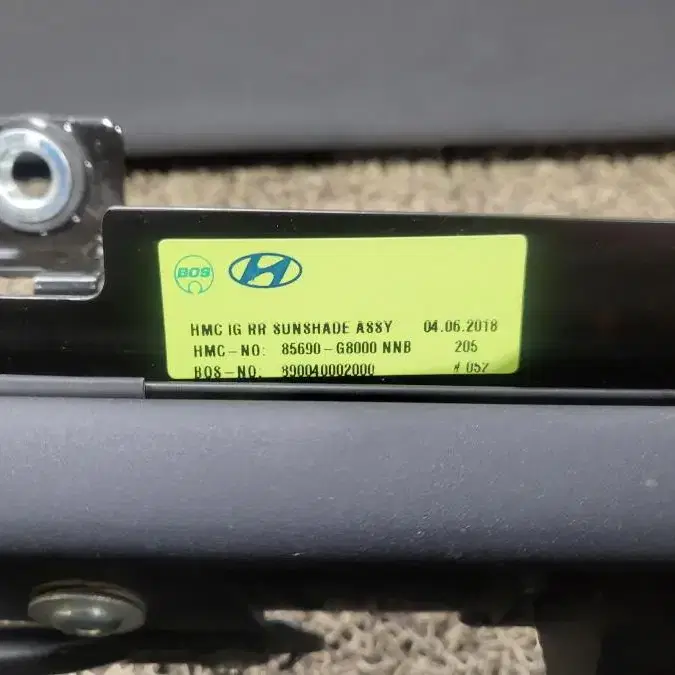 BOS
HMC IG RR SUNSHADE ASSY 04.06.2018
HMC-NO: 85690-G8000 NNB 205
BOS-NO. 890040002000 # 052